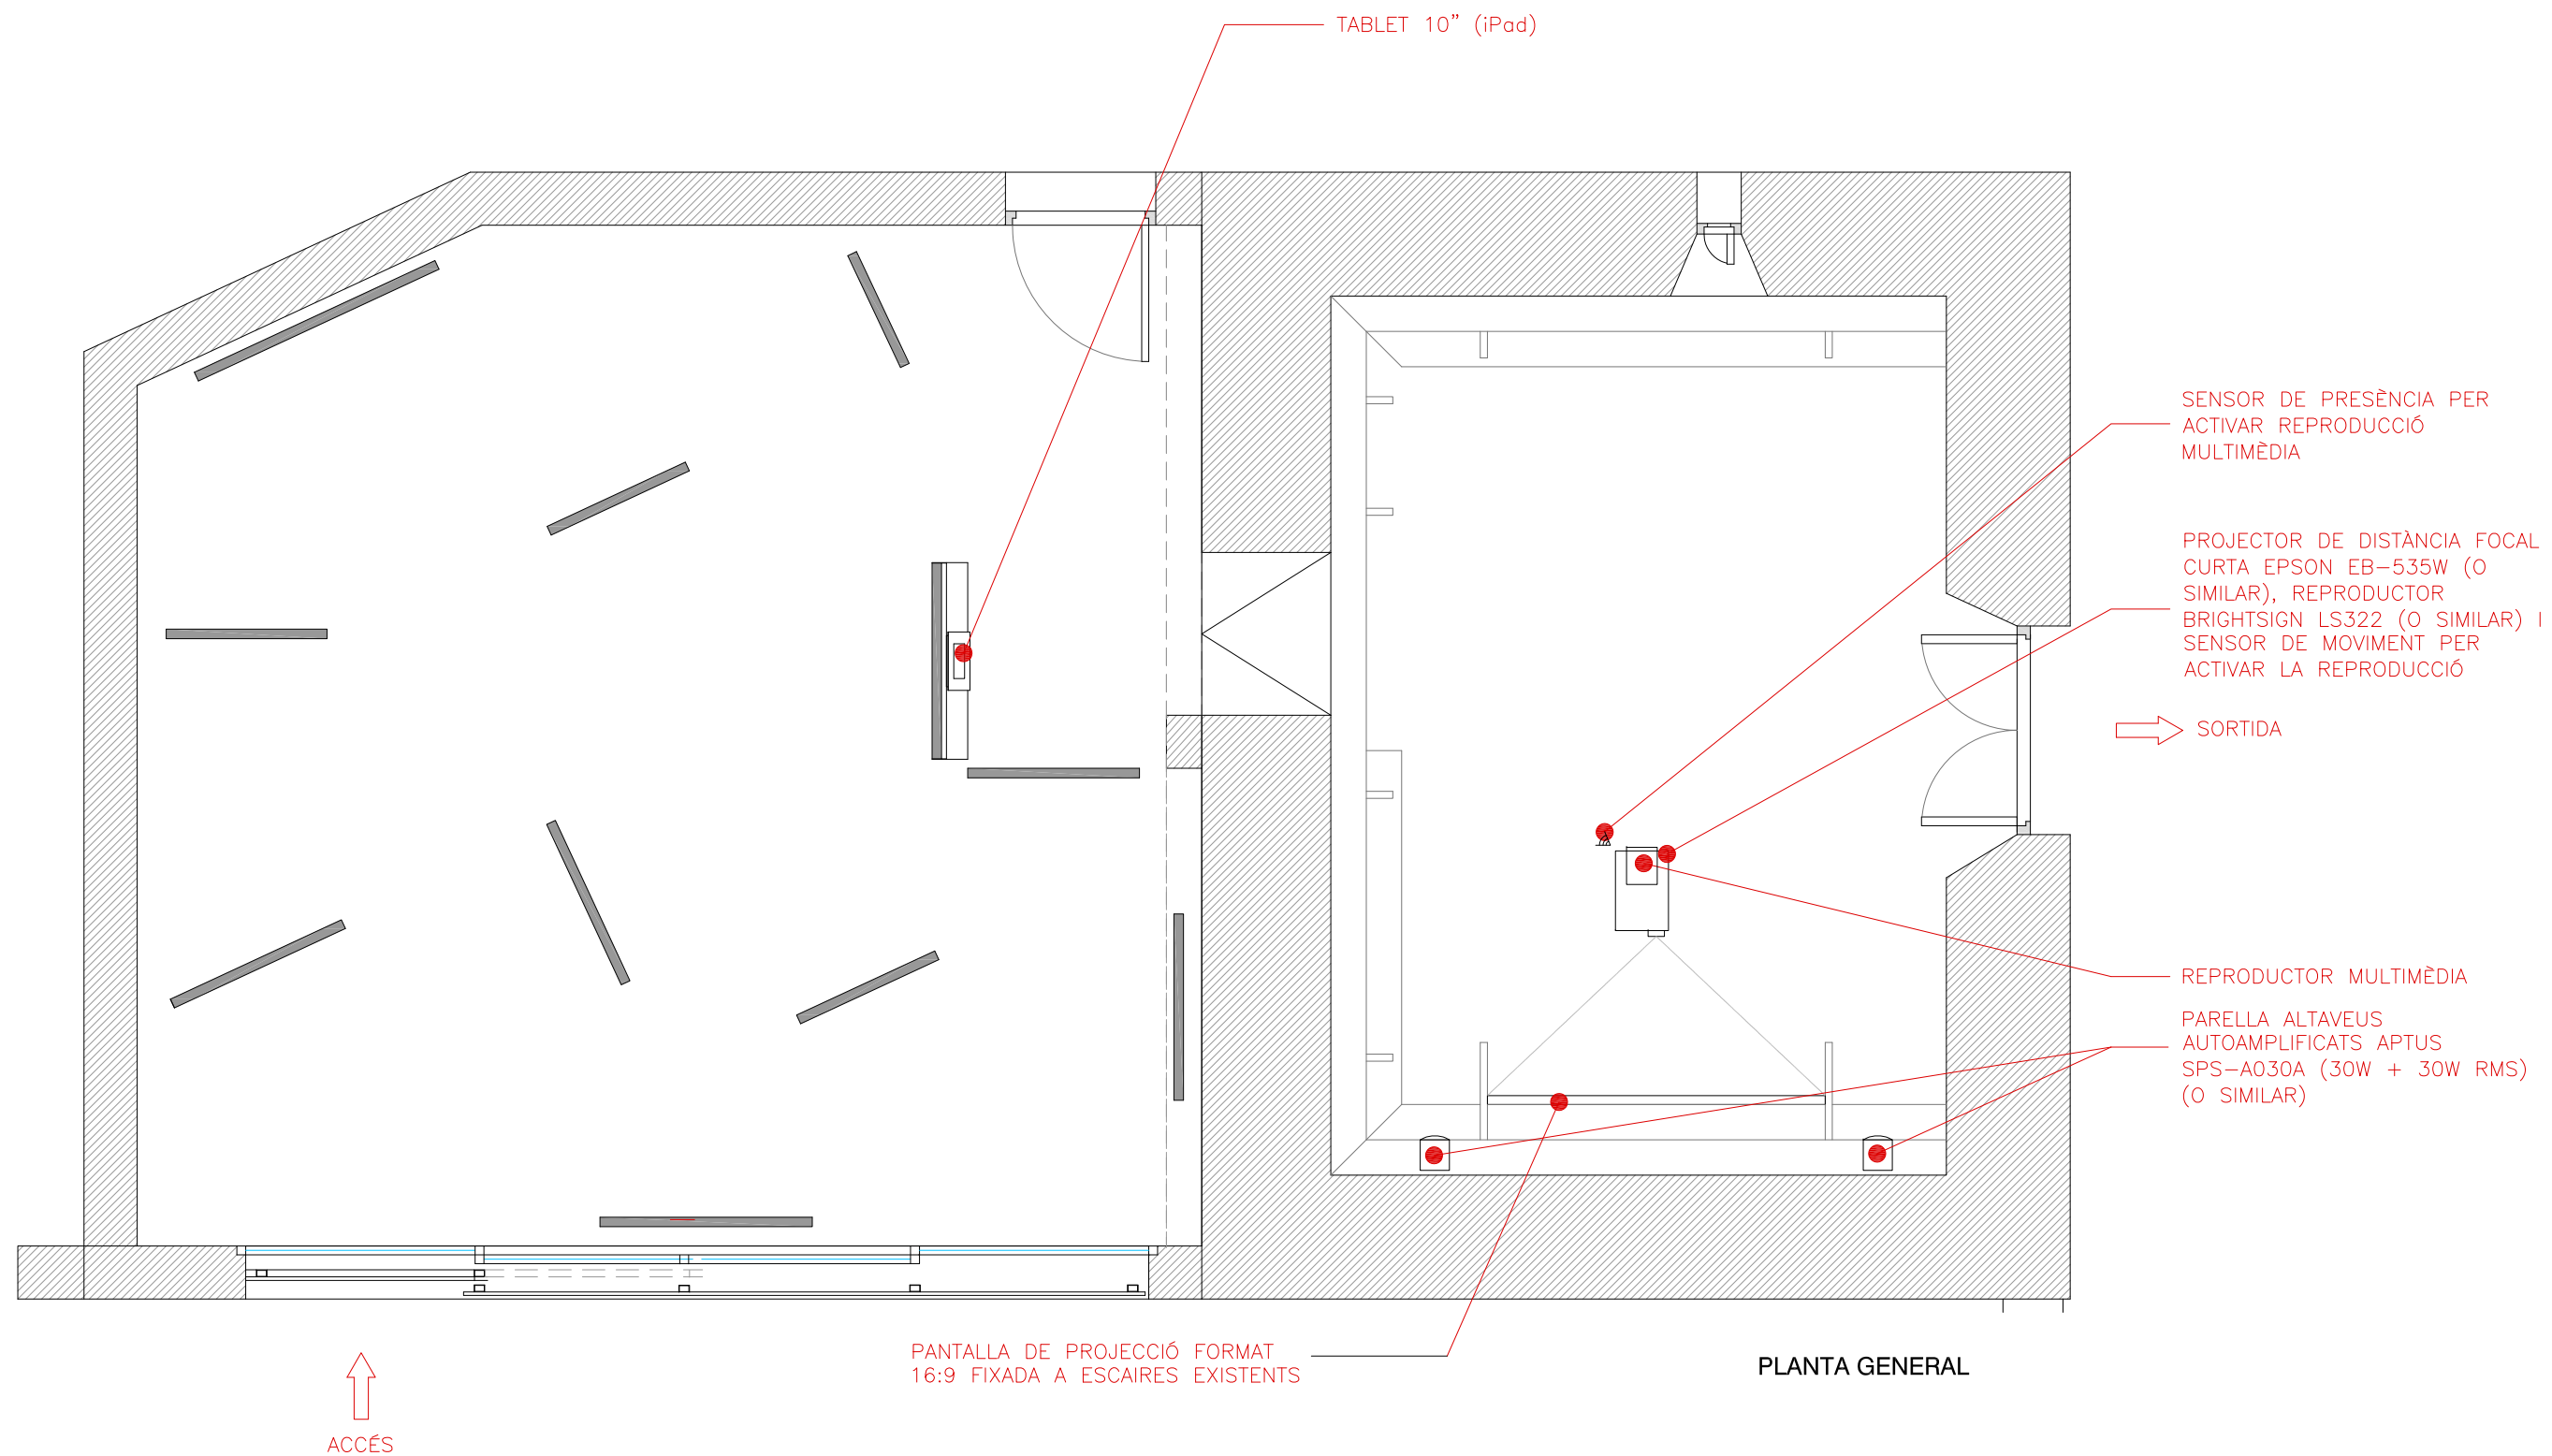 TABLET 10” (iPad)
SENSOR DE PRESÈNCIA PER
ACTIVAR REPRODUCCIÓ
MULTIMÈDIA
PROJECTOR DE DISTÀNCIA FOCAL
CURTA EPSON EB-535W (O
SIMILAR), REPRODUCTOR
BRIGHTSIGN LS322 (O SIMILAR) I
SENSOR DE MOVIMENT PER
ACTIVAR LA REPRODUCCIÓ
SORTIDA
REPRODUCTOR MULTIMÈDIA
PARELLA ALTAVEUS
AUTOAMPLIFICATS APTUS
SPS-A030A (30W + 30W RMS)
(O SIMILAR)
PANTALLA DE PROJECCIÓ FORMAT
16:9 FIXADA A ESCAIRES EXISTENTS
PLANTA GENERAL
ACCÉS